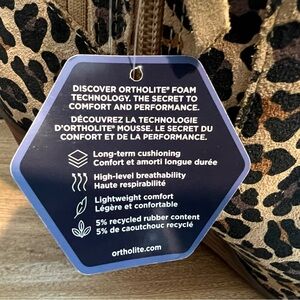 DISCOVER ORTHOLITE® FOAM
TECHNOLOGY. THE SECRET TO
COMFORT AND PERFORMANCE.
DÉCOUVREZ LA TECHNOLOGIE
D'ORTHOLITE® MOUSSE. LE SECRET DU
CONFORT ET DE LA PERFORMANCE.
Long-term cushioning
Confort et amorti longue durée
High-level breathability
Haute respirabilité
Lightweight comfort
Légère et confortable
5% recycled rubber content
5% de caoutchouc recyclé
ortholite.com